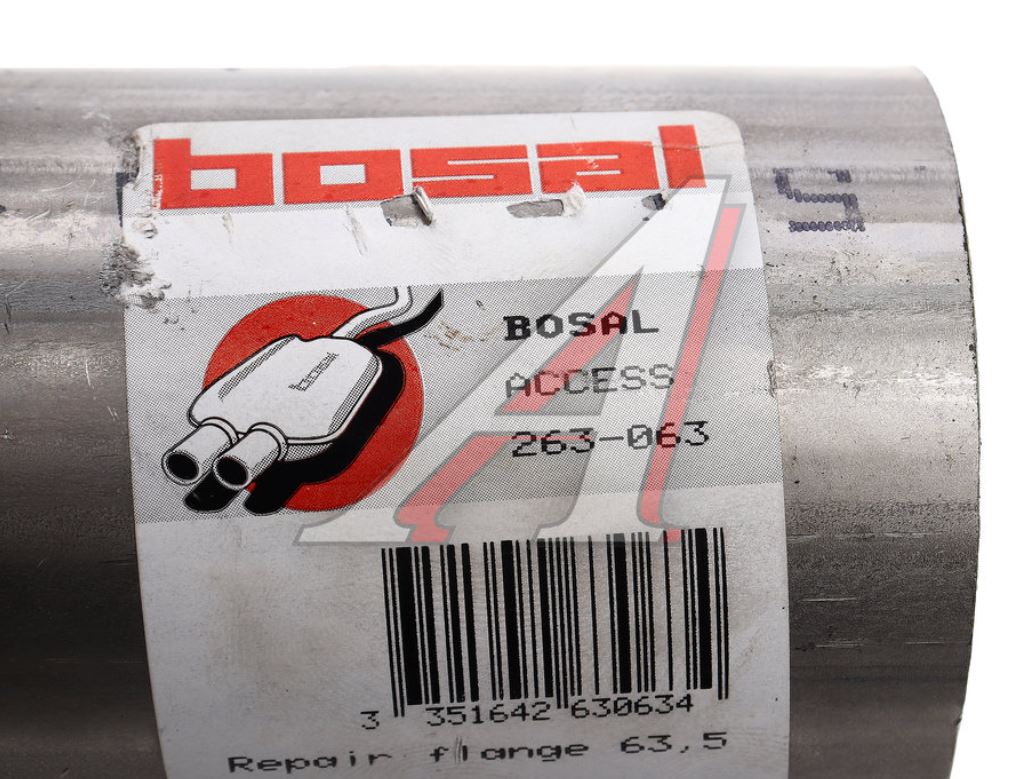 bosal
S
bosal
BOSAL
ACCESS
263-063
3 351642 630634
Repair flange 63,5